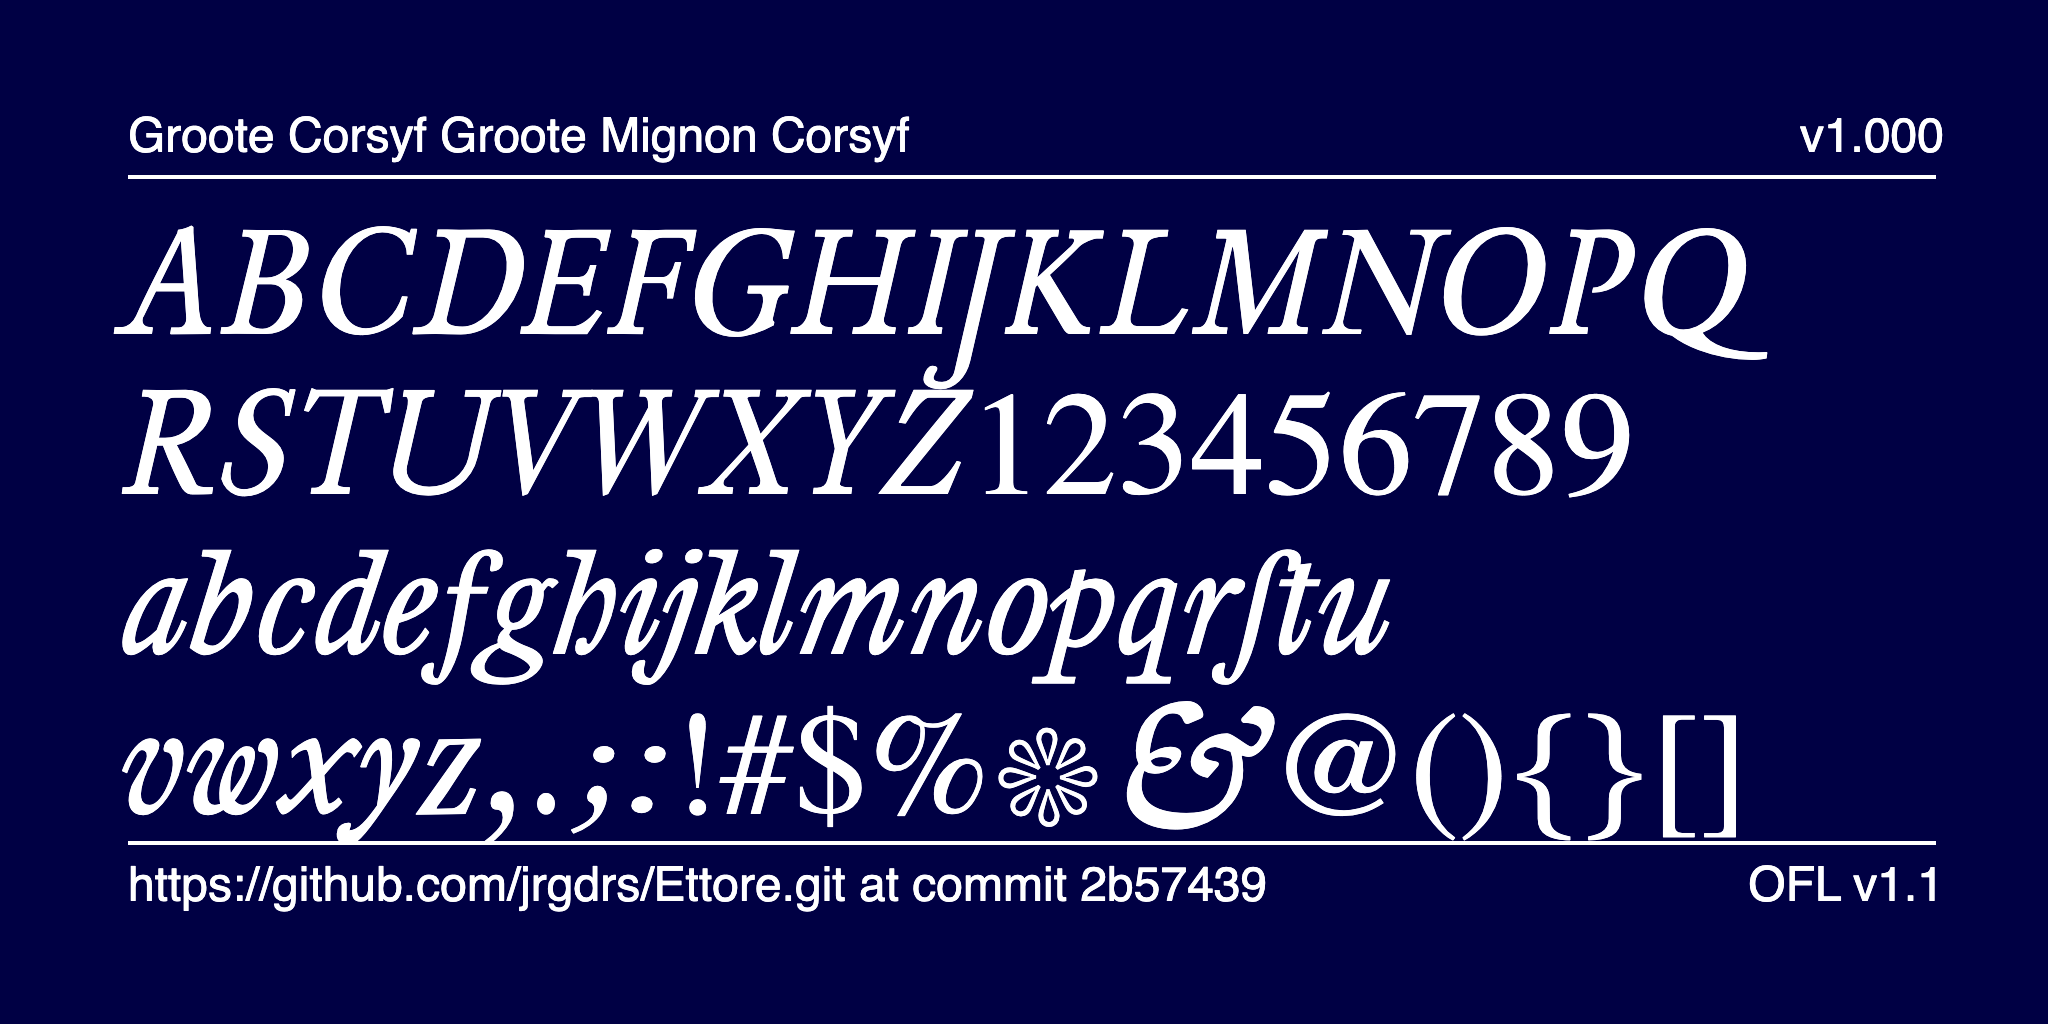 Groote Corsyf Groote Mignon Corsyf
v1.000
ABCDEFGHIJKLMNOPQ
RSTUVWXYZ123456789
abcdefghijklmnopqrſtu
vwxyz,.;:!#$%*&@(){}[]
https://github.com/jrgdrs/Ettore.git at commit 2b57439
OFL v1.1